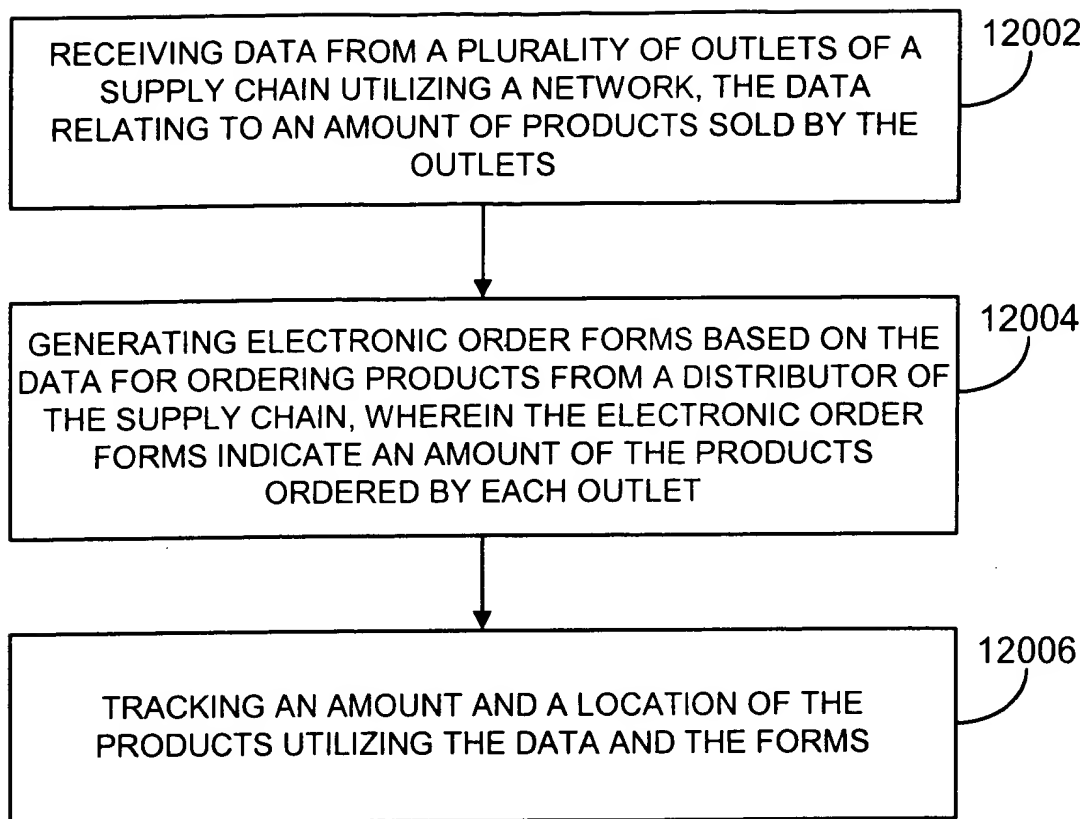 RECEIVING DATA FROM A PLURALITY OF OUTLETS OF A
SUPPLY CHAIN UTILIZING A NETWORK, THE DATA
RELATING TO AN AMOUNT OF PRODUCTS SOLD BY THE
OUTLETS
12002
GENERATING ELECTRONIC ORDER FORMS BASED ON THE
DATA FOR ORDERING PRODUCTS FROM A DISTRIBUTOR OF
THE SUPPLY CHAIN, WHEREIN THE ELECTRONIC ORDER
FORMS INDICATE AN AMOUNT OF THE PRODUCTS
ORDERED BY EACH OUTLET
12004
TRACKING AN AMOUNT AND A LOCATION OF THE
PRODUCTS UTILIZING THE DATA AND THE FORMS
12006